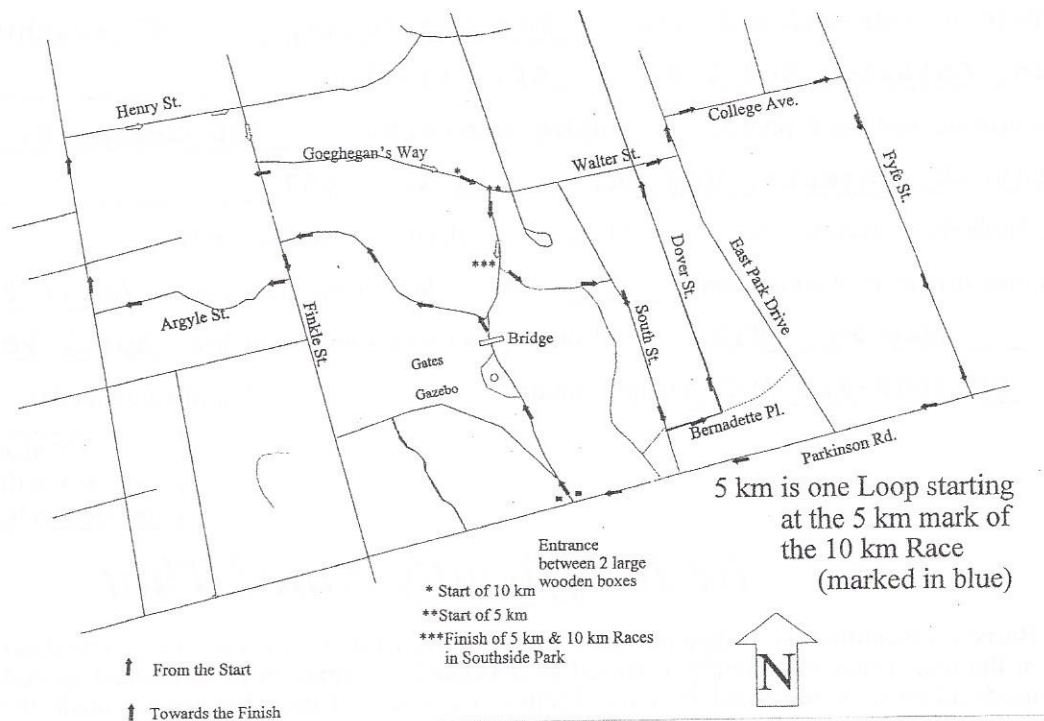 Henry St.
College Ave.
Goeghegan's Way
*
**
Walter St.
Fyfe St.
***
Dover St.
East Park Drive
Argyle St.
Finkle St.
South St.
Bridge
Gates
Gazebo
Bernadette Pl.
Parkinson Rd.
5 km is one Loop starting
at the 5 km mark of
the 10 km Race
(marked in blue)
Entrance
between 2 large
wooden boxes
* Start of 10 km
**Start of 5 km
***Finish of 5 km & 10 km Races
in Southside Park
From the Start
Towards the Finish
N